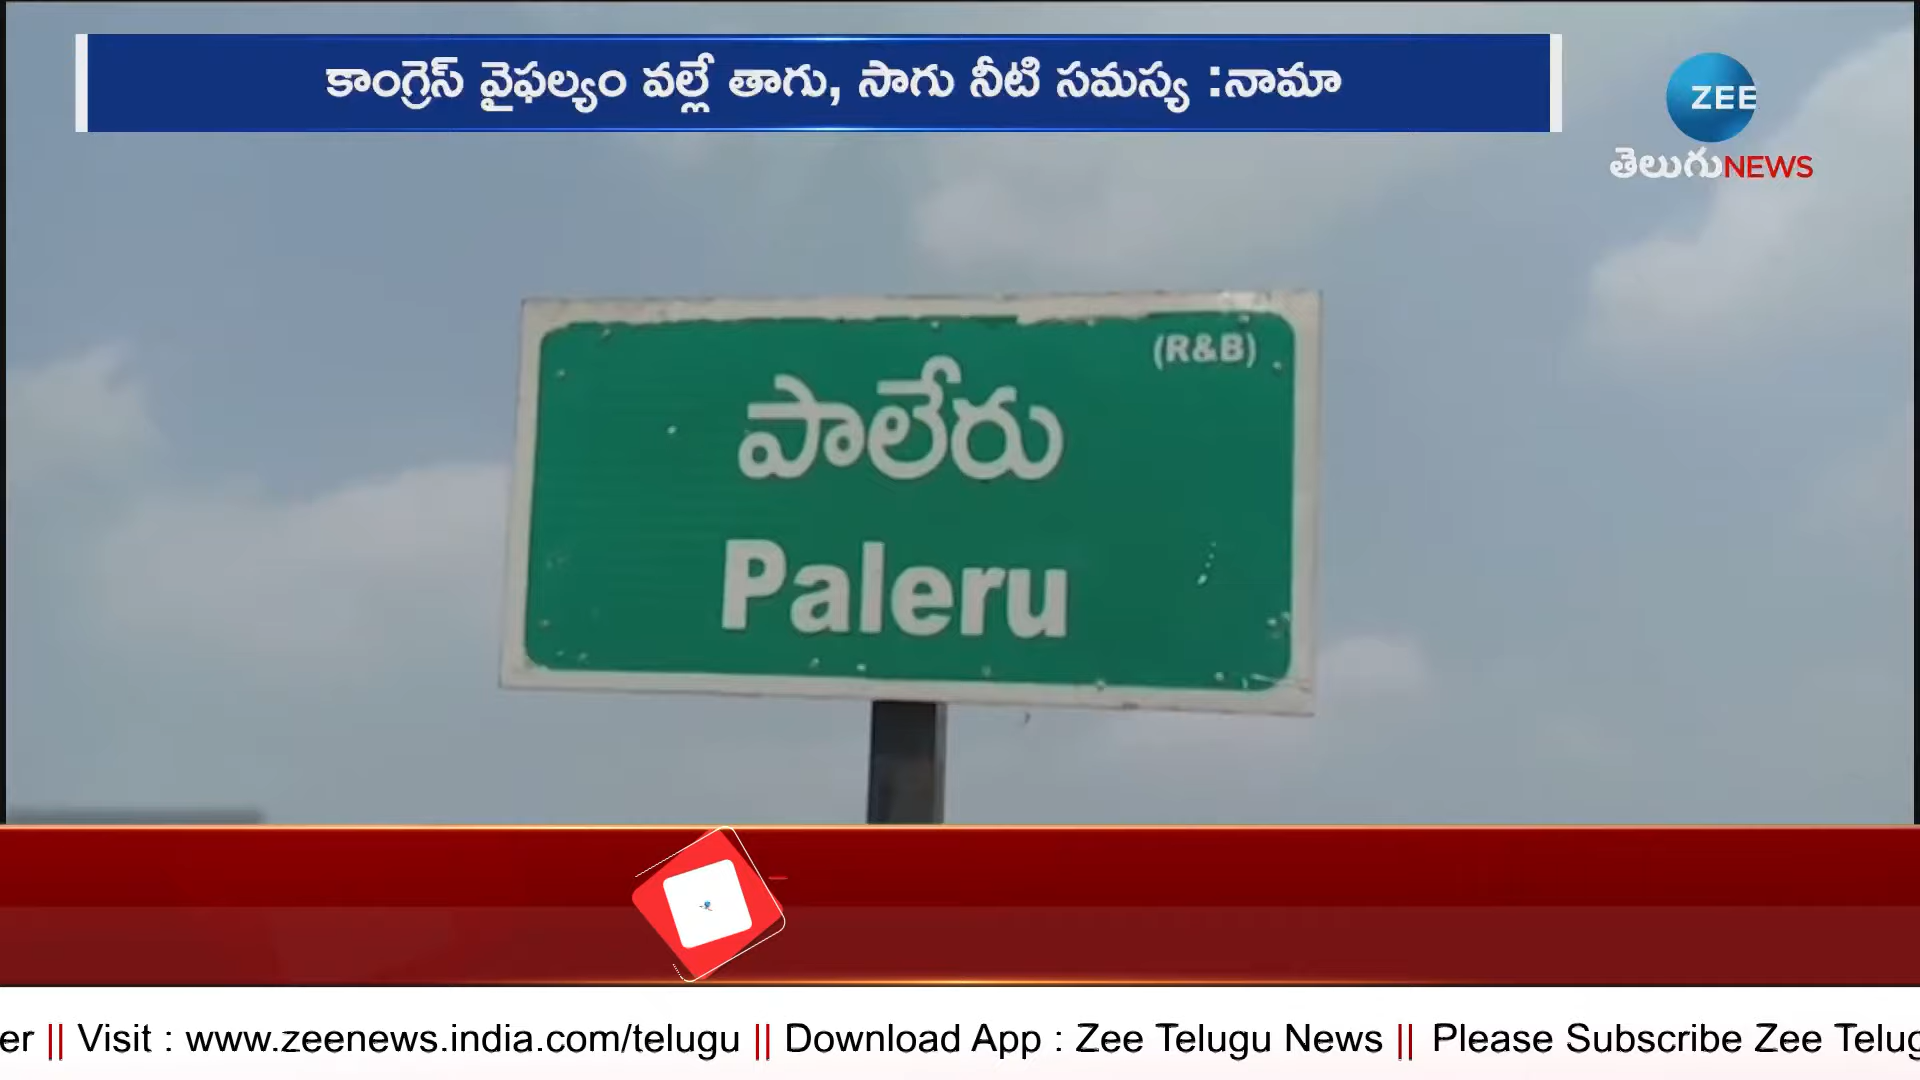 కాంగ్రెస్ వైఫల్యం వల్లే తాగు, సాగు నీటి సమస్య :నామా
ZEE
తెలుగు NEWS
(R&B)
పాలేరు
Paleru
er || Visit : www.zeenews.india.com/telugu || Download App : Zee Telugu News || Please Subscribe Zee Telug